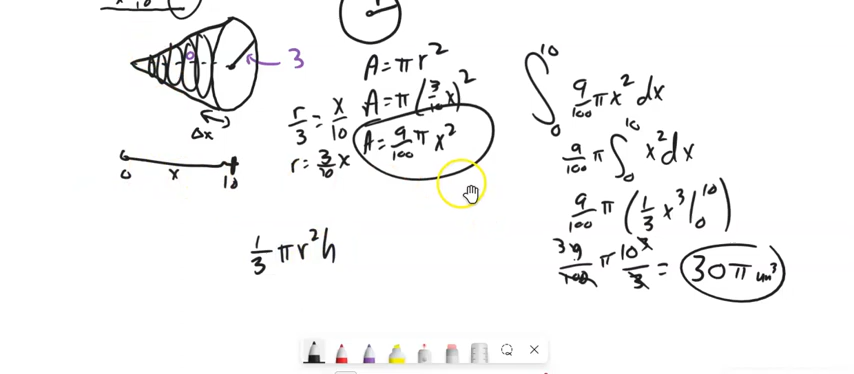 3
A = πr²
A = π(3/10 x)²
A = 9/100 π x²
r/3 = x/10
r = 3/10 x
Δx
0 x 10
1/3 πr²h
∫₀¹⁰ 9/100 πx² dx
9/100 π ∫₀¹⁰ x² dx
9/100 π (1/3 x³ |₀¹⁰)
3 9/100 π 10³/3 = 30π um³